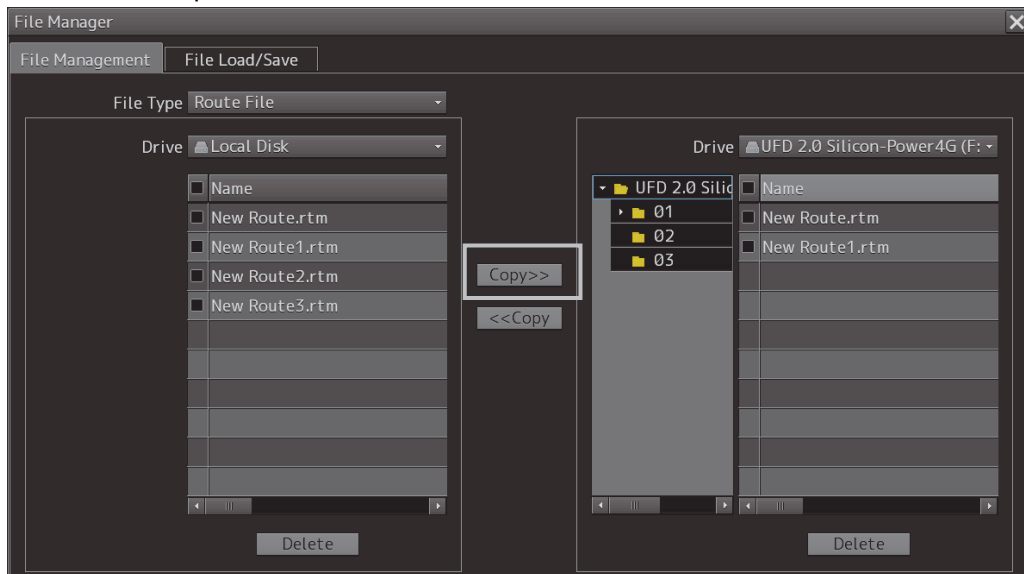 File Manager
File Management File Load/Save
File Type Route File
Drive Local Disk
Name
New Route.rtm
New Route1.rtm
New Route2.rtm
New Route3.rtm
Delete
Copy>>
<<Copy
Drive UFD 2.0 Silicon-Power4G (F:
UFD 2.0 Silic
01
02
03
Name
New Route.rtm
New Route1.rtm
Delete